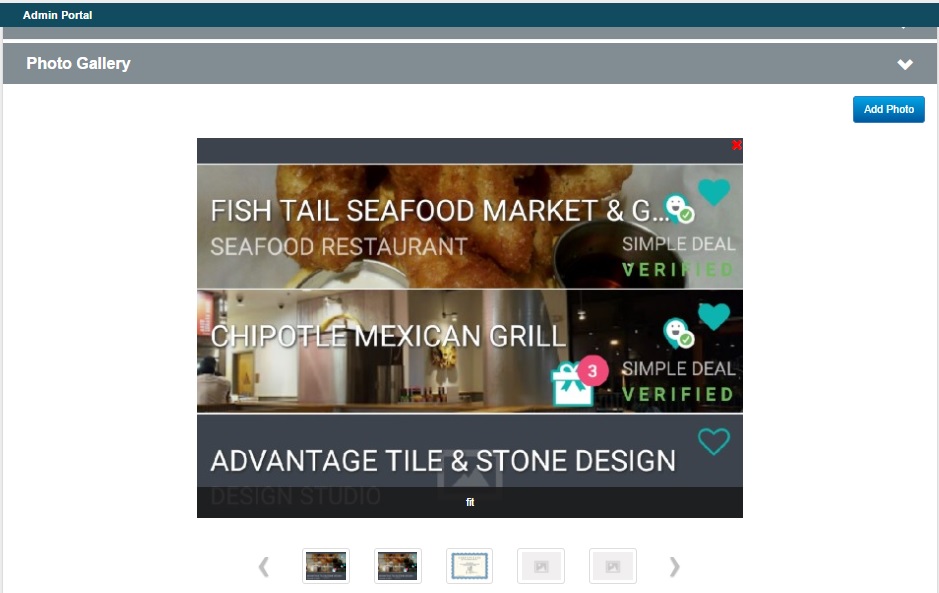 Admin Portal
Photo Gallery
Add Photo
FISH TAIL SEAFOOD MARKET & G...
SEAFOOD RESTAURANT
SIMPLE DEAL
VERIFIED
CHIPOTLE MEXICAN GRILL
3
SIMPLE DEAL
VERIFIED
ADVANTAGE TILE & STONE DESIGN
DESIGN STUDIO
fit